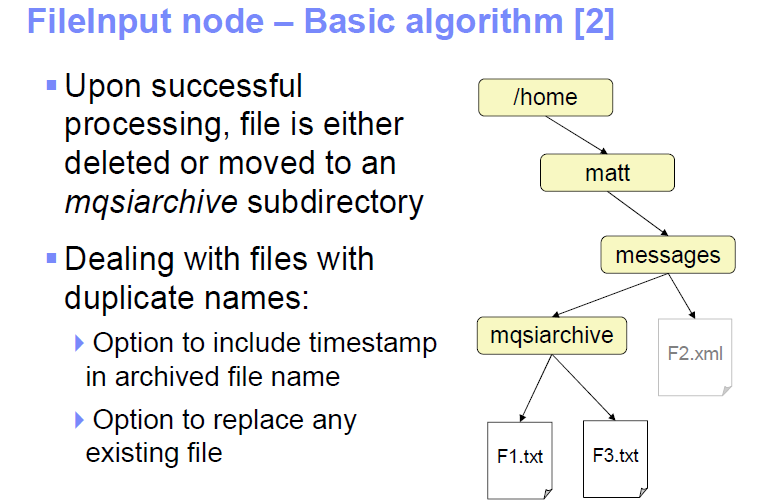 FileInput node – Basic algorithm [2]
Upon successful
processing, file is either
deleted or moved to an
mqsiarchive subdirectory
Dealing with files with
duplicate names:
Option to include timestamp
in archived file name
Option to replace any
existing file
/home
matt
messages
mqsiarchive
F2.xml
F1.txt
F3.txt